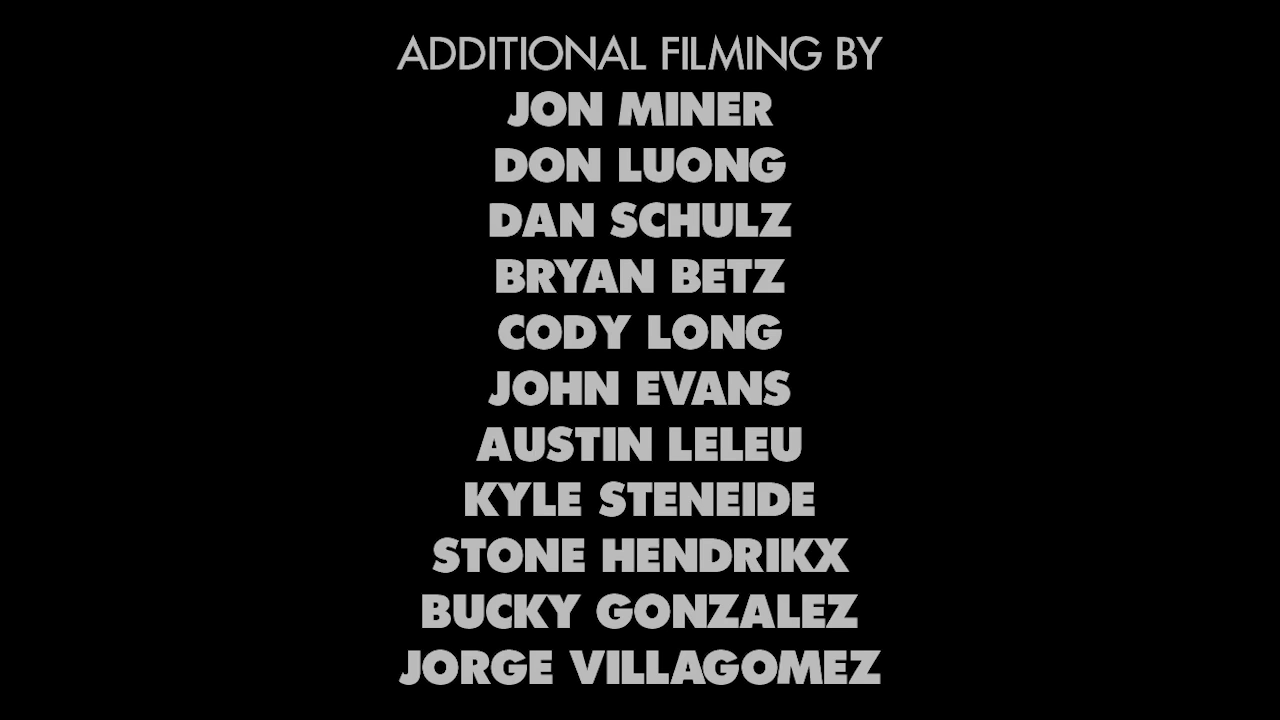 ADDITIONAL FILMING BY
JON MINER
DON LUONG
DAN SCHULZ
BRYAN BETZ
CODY LONG
JOHN EVANS
AUSTIN LELEU
KYLE STENEIDE
STONE HENDRIKX
BUCKY GONZALEZ
JORGE VILLAGOMEZ